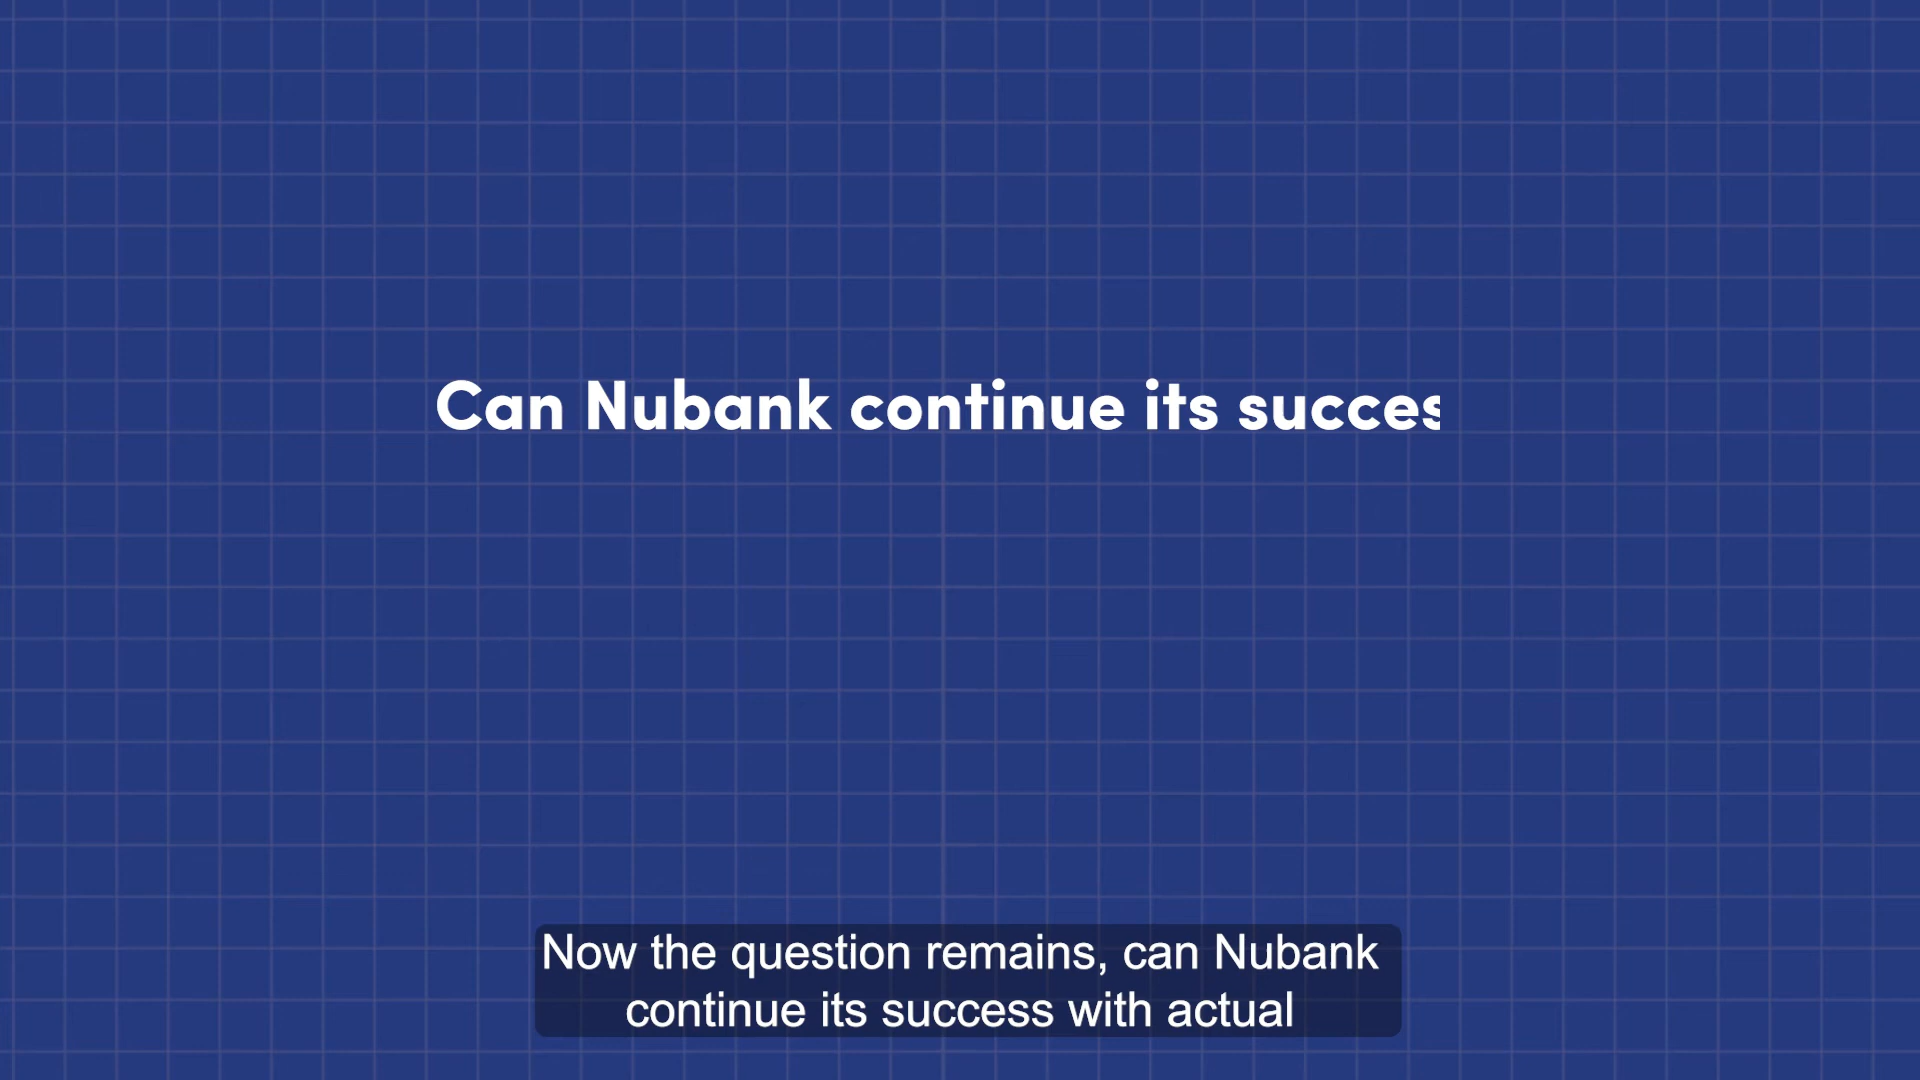 Can Nubank continue its succes
Now the question remains, can Nubank
continue its success with actual